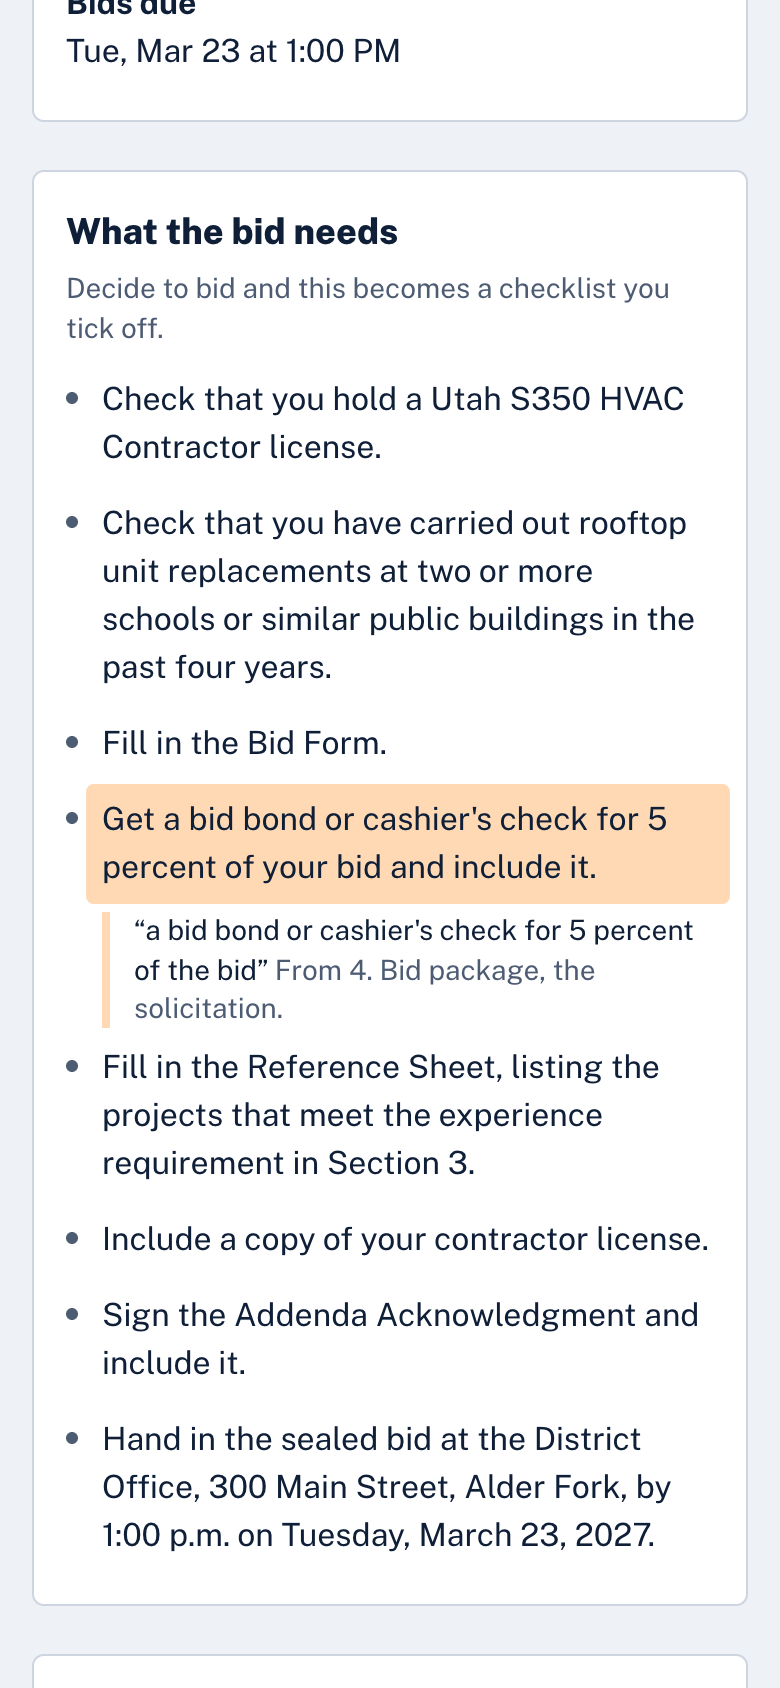 Bids due
Tue, Mar 23 at 1:00 PM
What the bid needs
Decide to bid and this becomes a checklist you
tick off.
• Check that you hold a Utah S350 HVAC
Contractor license.
• Check that you have carried out rooftop
unit replacements at two or more
schools or similar public buildings in the
past four years.
• Fill in the Bid Form.
• Get a bid bond or cashier's check for 5
percent of your bid and include it.
“a bid bond or cashier's check for 5 percent
of the bid” From 4. Bid package, the
solicitation.
• Fill in the Reference Sheet, listing the
projects that meet the experience
requirement in Section 3.
• Include a copy of your contractor license.
• Sign the Addenda Acknowledgment and
include it.
• Hand in the sealed bid at the District
Office, 300 Main Street, Alder Fork, by
1:00 p.m. on Tuesday, March 23, 2027.